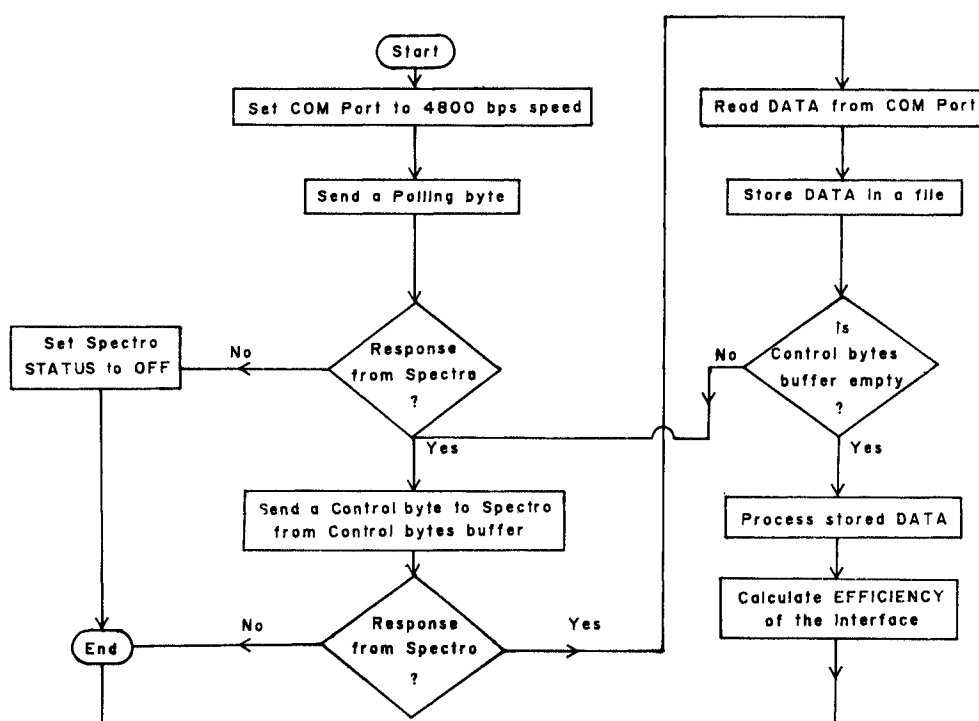 Start
Set COM Port to 4800 bps speed
Send a Polling byte
Response
from Spectro
?
No
Set Spectro
STATUS to OFF
Yes
Send a Control byte to Spectro
from Control bytes buffer
Response
from Spectro
?
No
End
Yes
Read DATA from COM Port
Store DATA in a file
Is
Control bytes
buffer empty
?
No
Yes
Process stored DATA
Calculate EFFICIENCY
of the Interface